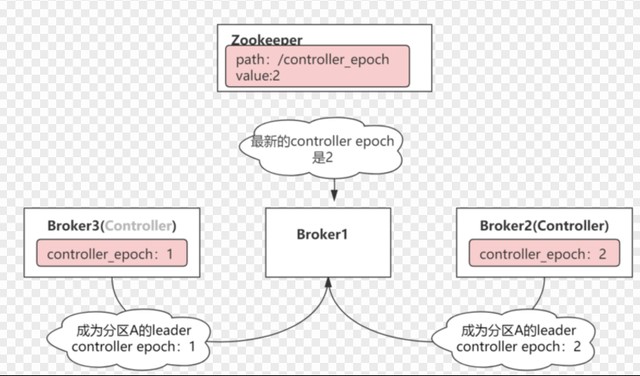 Zookeeper
path：/controller_epoch
value:2
最新的controller epoch
是2
Broker3(Controller)
controller_epoch：1
Broker1
Broker2(Controller)
controller_epoch：2
成为分区A的leader
controller epoch：1
成为分区A的leader
controller epoch：2